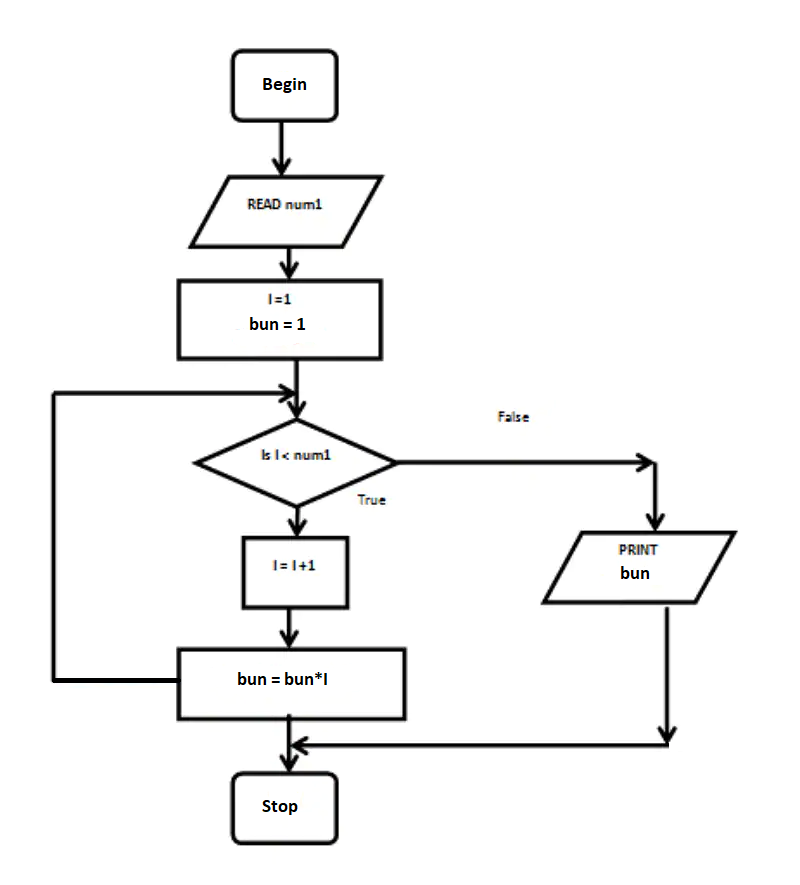 Begin
READ num1
I =1
bun = 1
Is I < num1
False
True
I = I +1
PRINT
bun
bun = bun*I
Stop